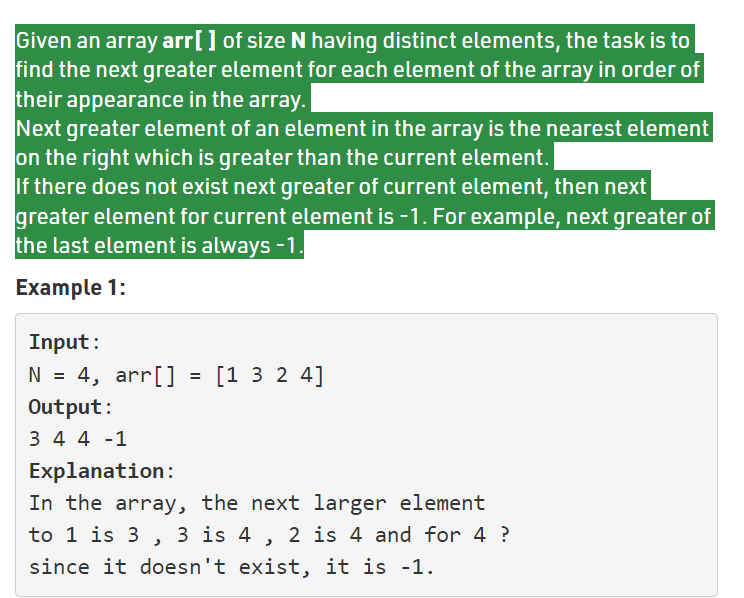 Given an array arr[ ] of size N having distinct elements, the task is to
find the next greater element for each element of the array in order of
their appearance in the array.
Next greater element of an element in the array is the nearest element
on the right which is greater than the current element.
If there does not exist next greater of current element, then next
greater element for current element is -1. For example, next greater of
the last element is always -1.
Example 1:
Input:
N = 4, arr[] = [1 3 2 4]
Output:
3 4 4 -1
Explanation:
In the array, the next larger element
to 1 is 3 , 3 is 4 , 2 is 4 and for 4 ?
since it doesn't exist, it is -1.